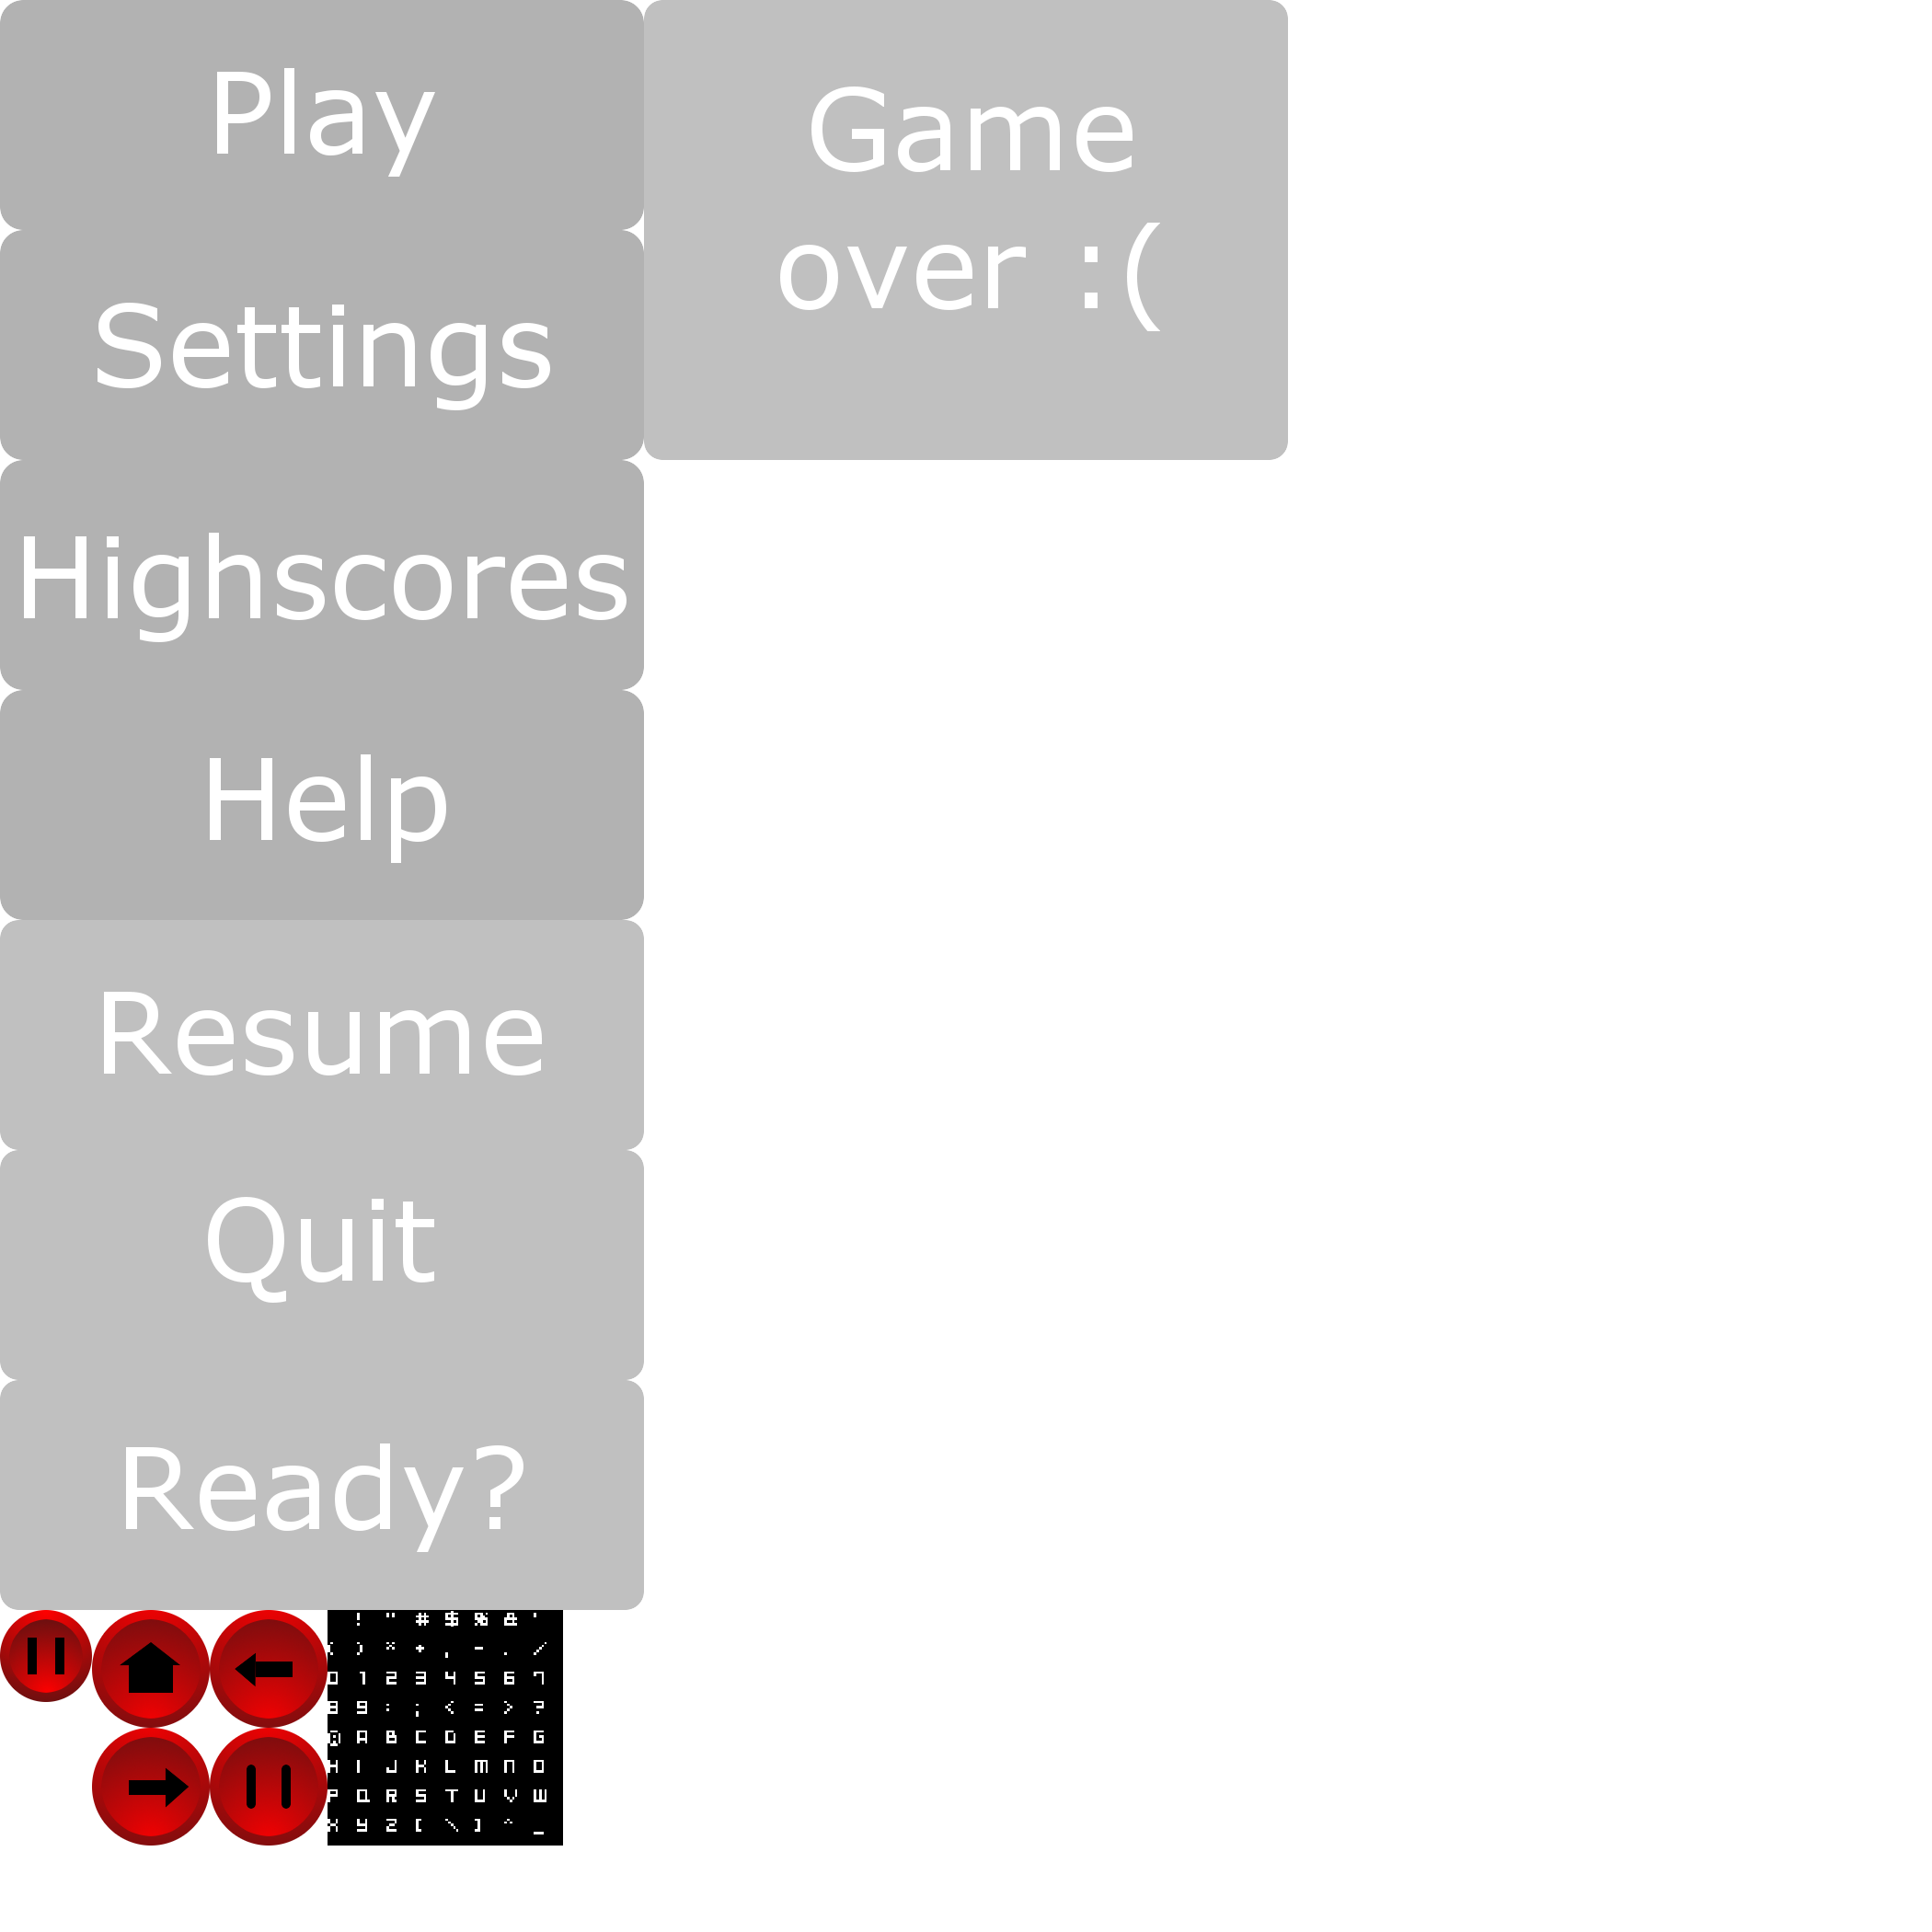 Play
Game
over :(
Settings
Highscores
Help
Resume
Quit
Ready?
! " # $ % & '
( ) * + , - . /
0 1 2 3 4 5 6 7
8 9 : ; < = > ?
@ A B C D E F G
H I J K L M N O
P Q R S T U V W
X Y Z [ \ ] ^ _